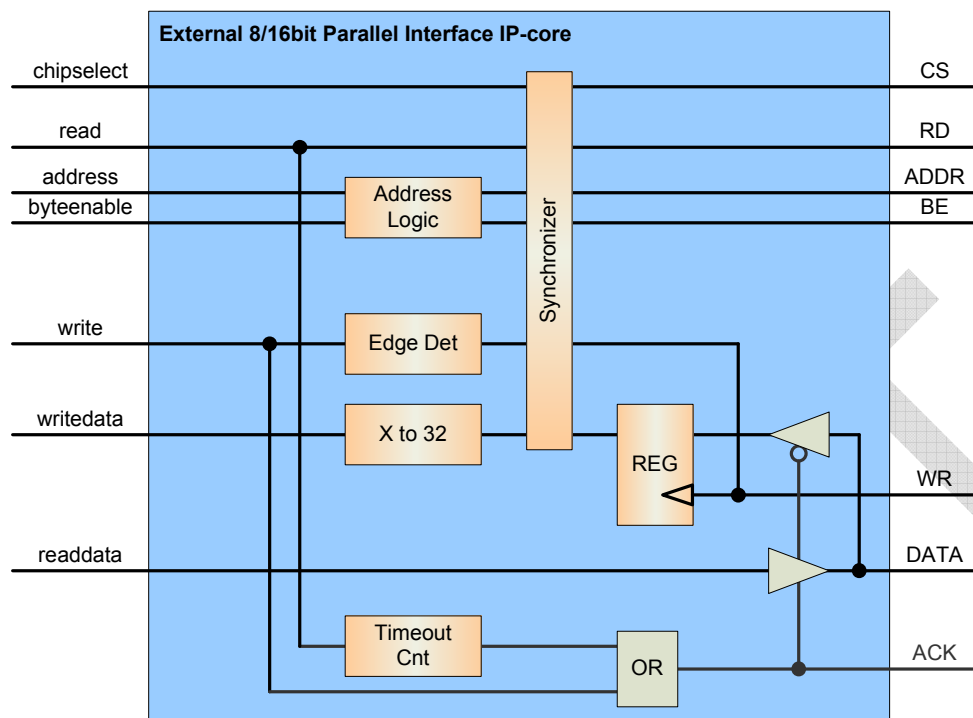 External 8/16bit Parallel Interface IP-core
chipselect
CS
read
RD
address
ADDR
Address
Logic
byteenable
BE
Synchronizer
write
Edge Det
writedata
X to 32
REG
WR
readdata
DATA
Timeout
Cnt
OR
ACK